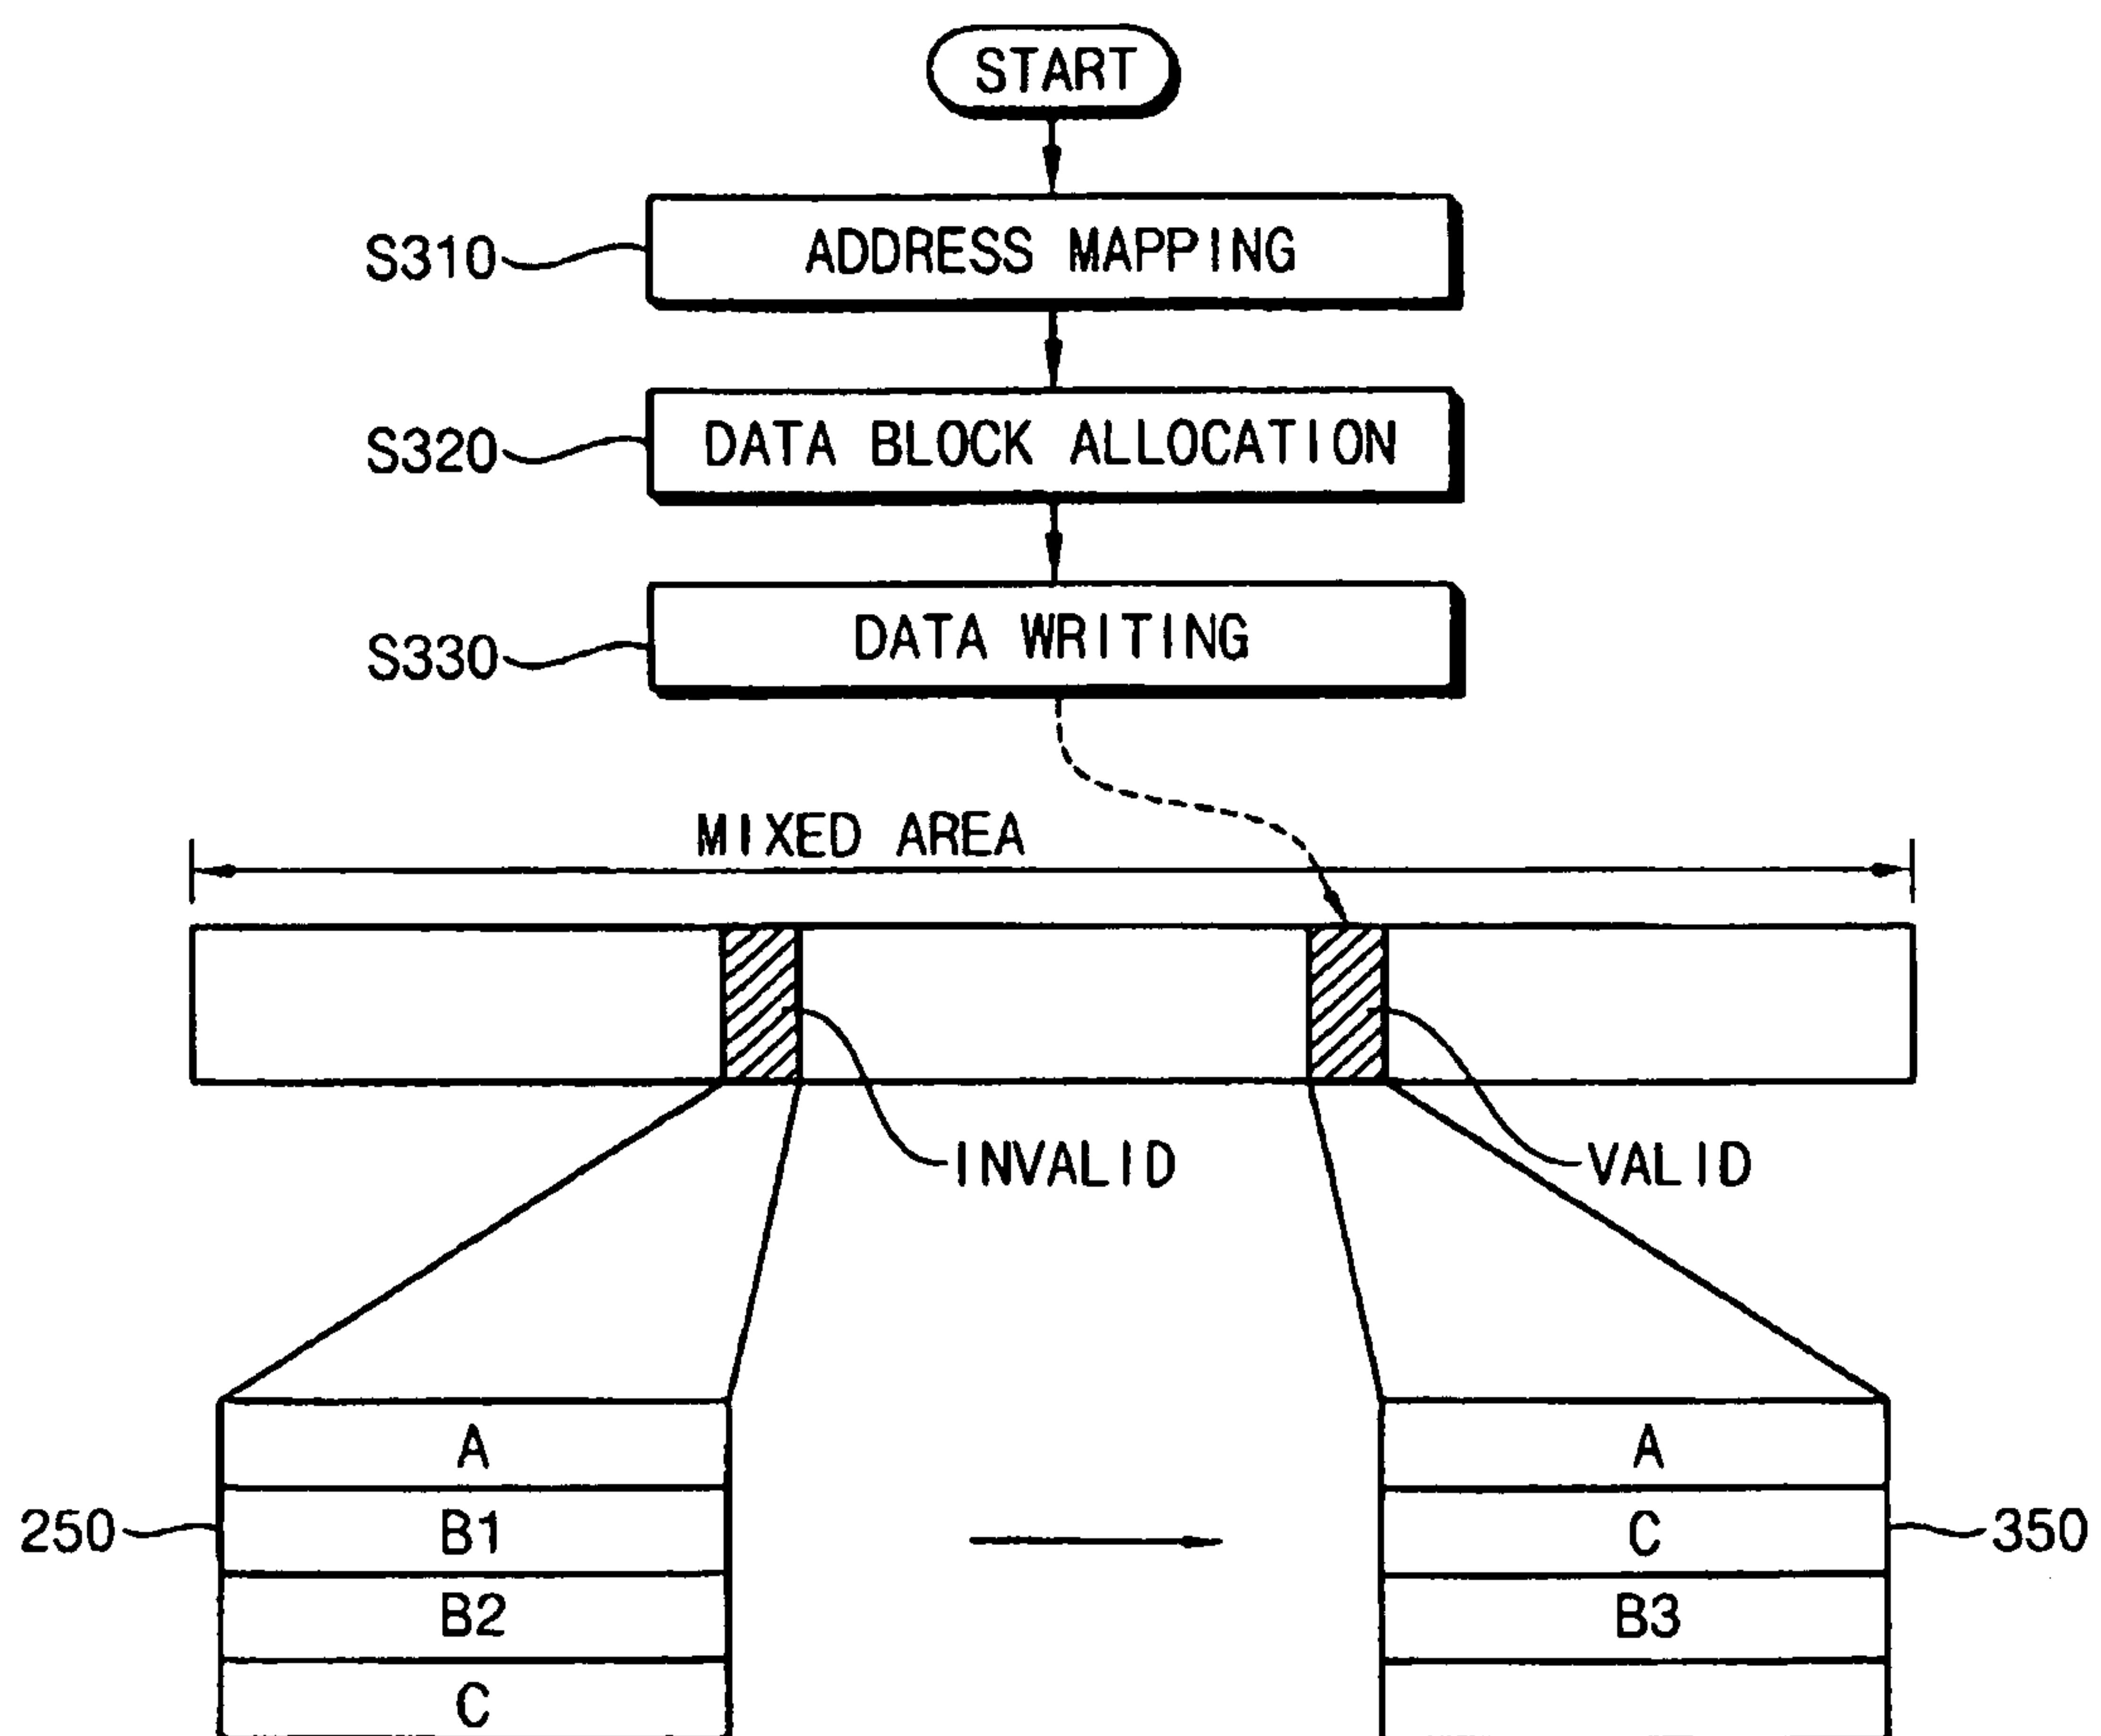 START
S310
ADDRESS MAPPING
S320
DATA BLOCK ALLOCATION
S330
DATA WRITING
MIXED AREA
INVALID
VALID
A
250
B1
B2
C
A
C
350
B3